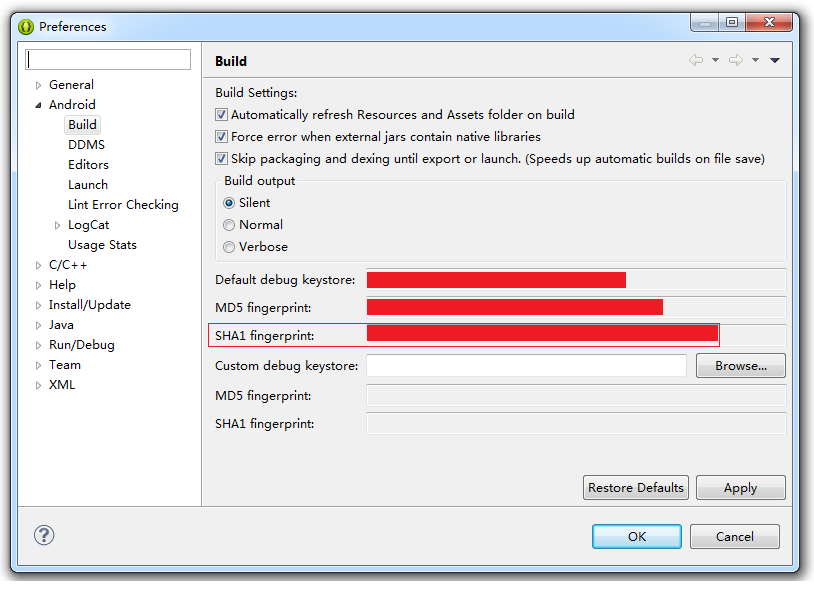 Preferences
Build
General
Android
Build
DDMS
Editors
Launch
Lint Error Checking
LogCat
Usage Stats
C/C++
Help
Install/Update
Java
Run/Debug
Team
XML
Build Settings:
Automatically refresh Resources and Assets folder on build
Force error when external jars contain native libraries
Skip packaging and dexing until export or launch. (Speeds up automatic builds on file save)
Build output
Silent
Normal
Verbose
Default debug keystore:
MD5 fingerprint:
SHA1 fingerprint:
Custom debug keystore: Browse...
MD5 fingerprint:
SHA1 fingerprint:
Restore Defaults Apply
? OK Cancel